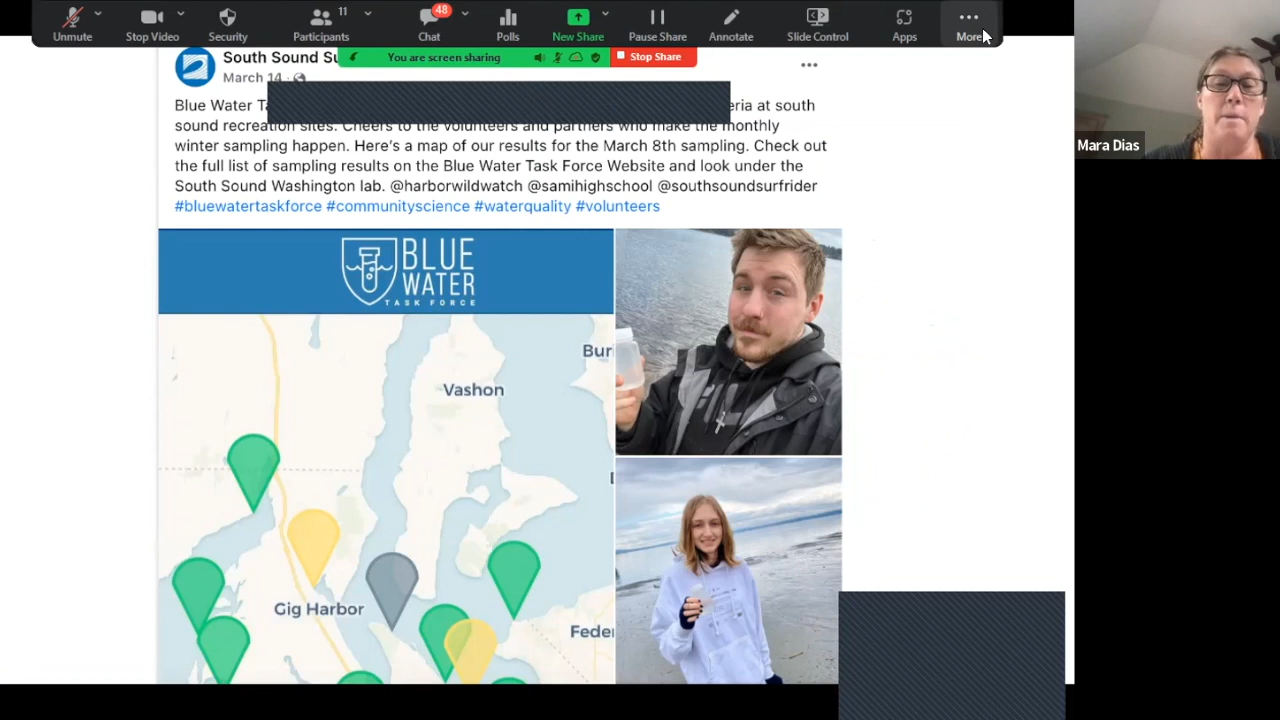 11
48
Unmute Stop Video Security Participants Chat Polls New Share Pause Share Annotate Slide Control Apps More
You are screen sharing Stop Share
South Sound Su
March 14
Blue Water T eria at south
sound recreation sites. Cheers to the volunteers and partners who make the monthly
winter sampling happen. Here's a map of our results for the March 8th sampling. Check out
the full list of sampling results on the Blue Water Task Force Website and look under the
South Sound Washington lab. @harborwildwatch @samihighschool @southsoundsurfrider
#bluewatertaskforce #communityscience #waterquality #volunteers
BLUE
WATER
TASK FORCE
Buri
Vashon
Gig Harbor
Feder
Mara Dias